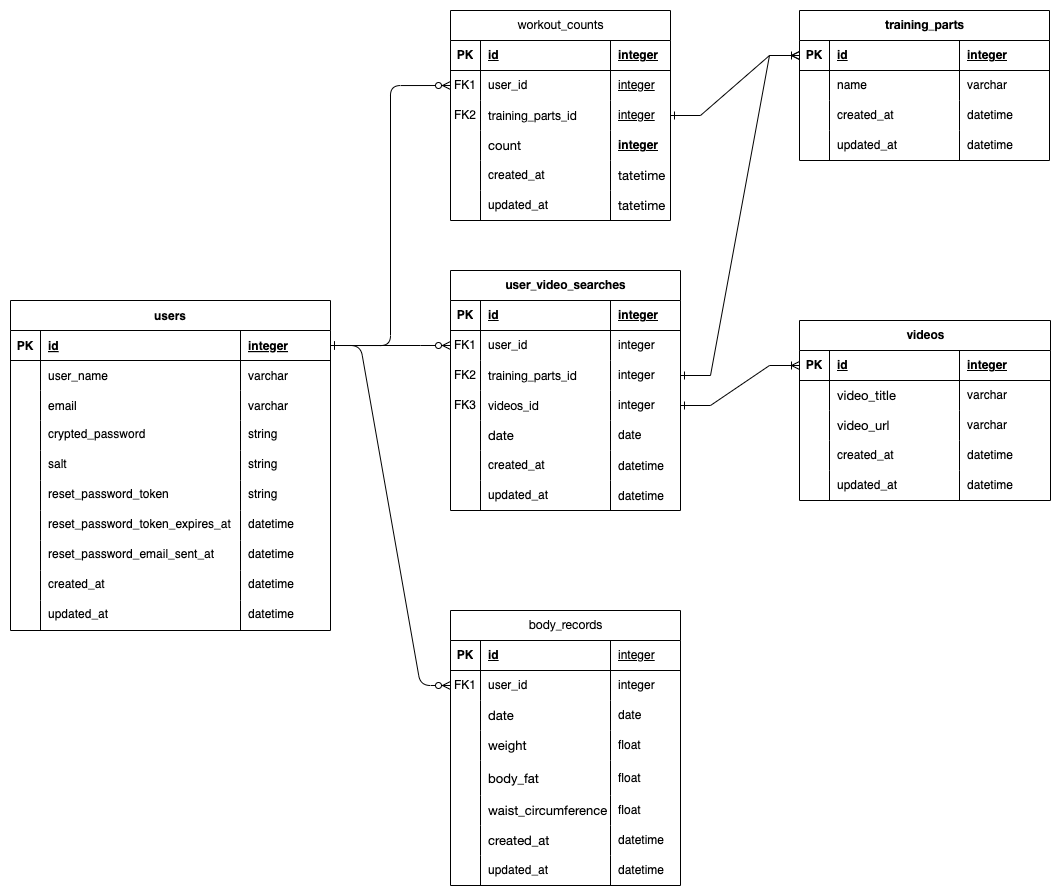 workout_counts
PK id integer
FK1 user_id integer
FK2 training_parts_id integer
count integer
created_at tatetime
updated_at tatetime
training_parts
PK id integer
name varchar
created_at datetime
updated_at datetime
users
PK id integer
user_name varchar
email varchar
crypted_password string
salt string
reset_password_token string
reset_password_token_expires_at datetime
reset_password_email_sent_at datetime
created_at datetime
updated_at datetime
user_video_searches
PK id integer
FK1 user_id integer
FK2 training_parts_id integer
FK3 videos_id integer
date date
created_at datetime
updated_at datetime
videos
PK id integer
video_title varchar
video_url varchar
created_at datetime
updated_at datetime
body_records
PK id integer
FK1 user_id integer
date date
weight float
body_fat float
waist_circumference float
created_at datetime
updated_at datetime